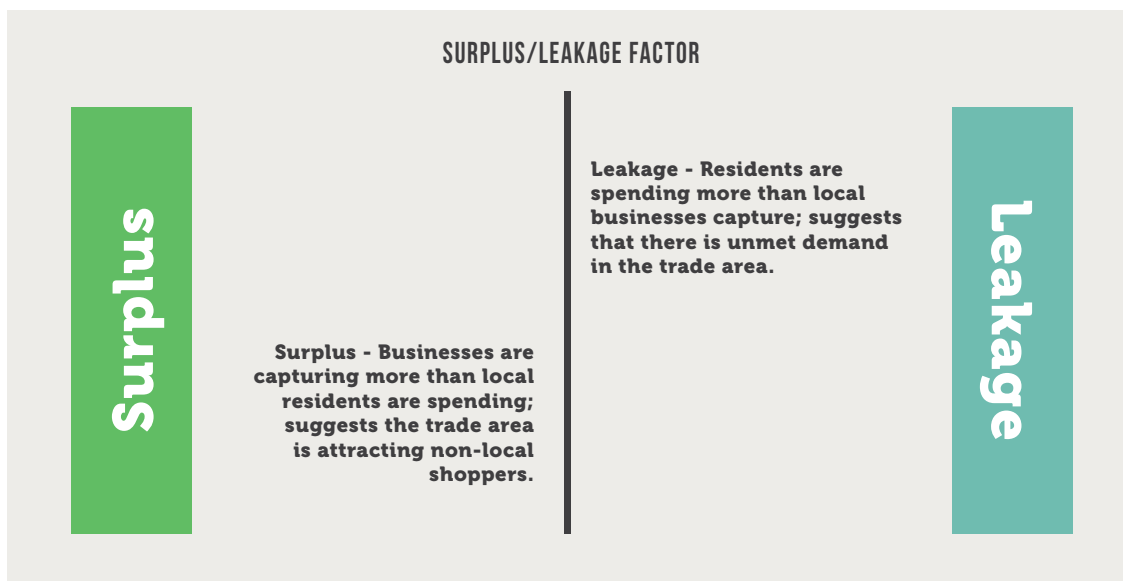 SURPLUS/LEAKAGE FACTOR
Surplus
Surplus - Businesses are
capturing more than local
residents are spending;
suggests the trade area
is attracting non-local
shoppers.
Leakage - Residents are
spending more than local
businesses capture; suggests
that there is unmet demand
in the trade area.
Leakage